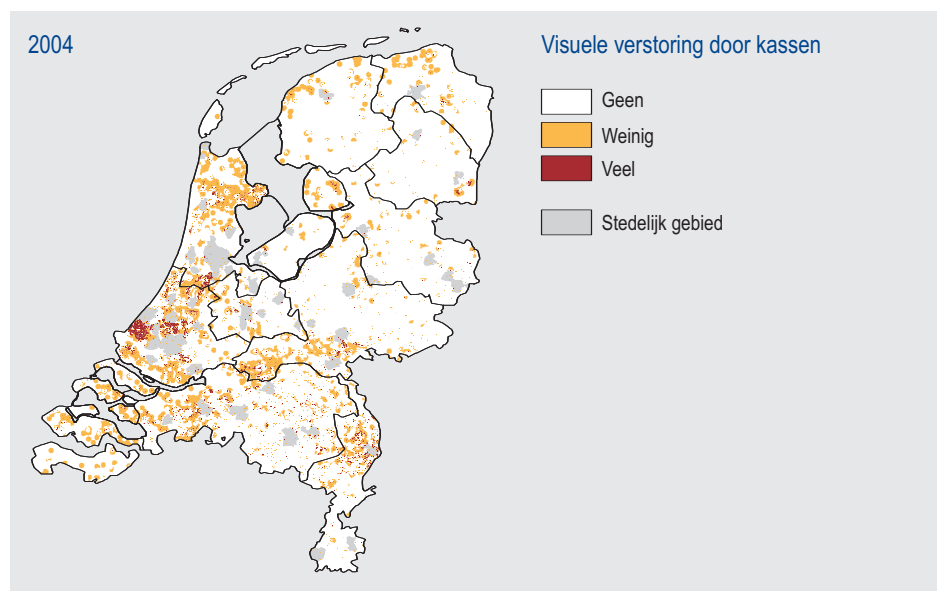 2004
Visuele verstoring door kassen
Geen
Weinig
Veel
Stedelijk gebied